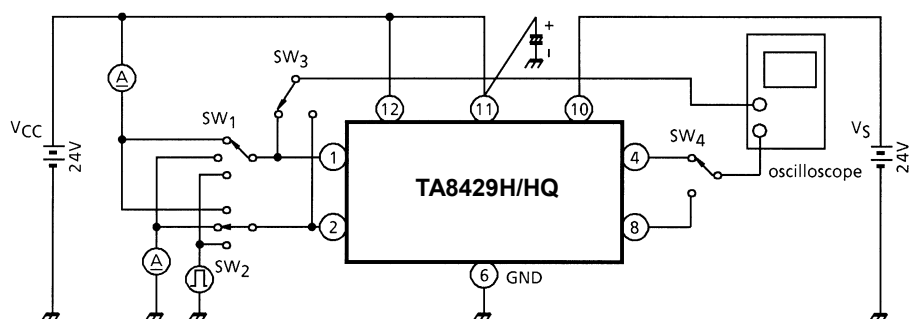 +
-
SW3
A
12
11
10
VCC
SW1
24V
1
4
SW4
VS
24V
oscilloscope
TA8429H/HQ
2
8
A
SW2
6
GND